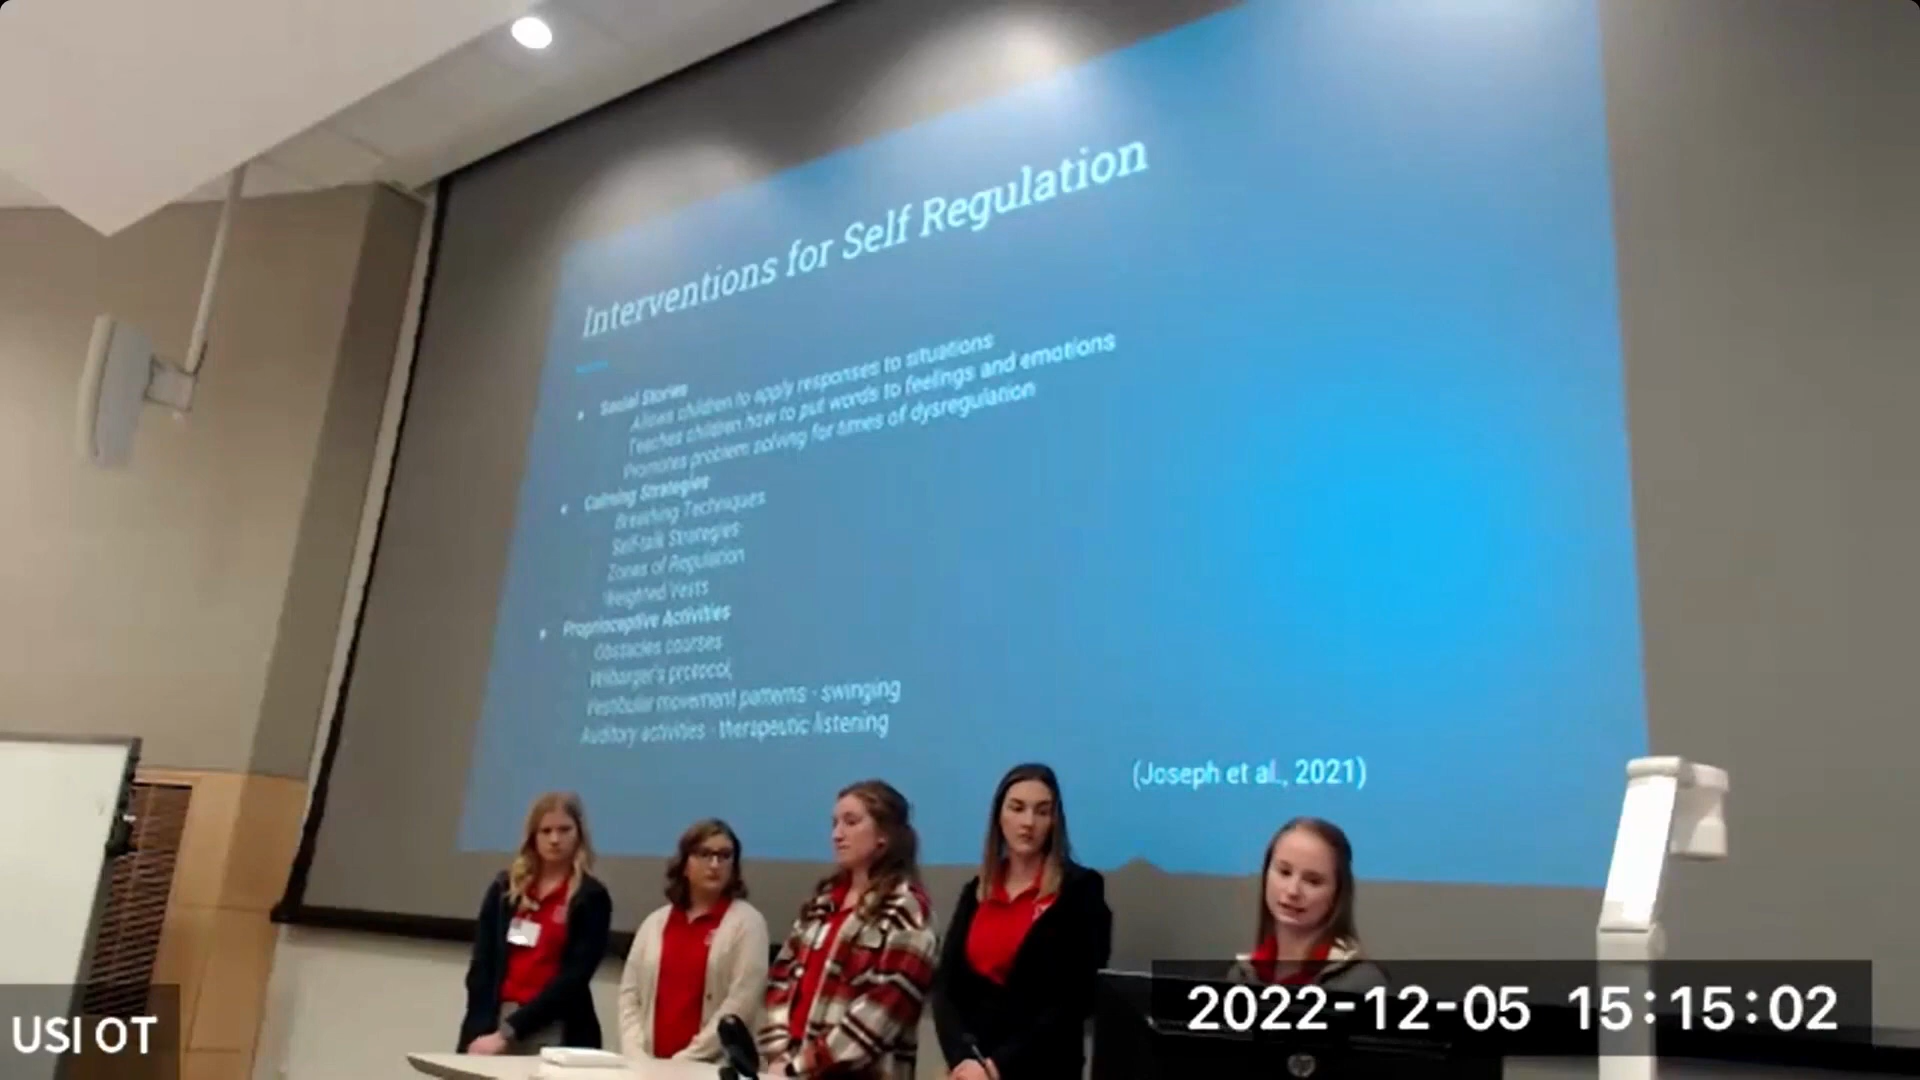 Interventions for Self Regulation
Social Stories
Allows children to apply responses to situations
Teaches children how to put words to feelings and emotions
Promotes problem solving for times of dysregulation
Calming Strategies
Breathing Techniques
Self-talk Strategies
Zones of Regulation
Weighted Vests
Proprioceptive Activities
Obstacles courses
Wilbarger's protocol,
Vestibular movement patterns - swinging
Auditory activities - therapeutic listening
(Joseph et al., 2021)
2022-12-05 15:15:02
USI OT